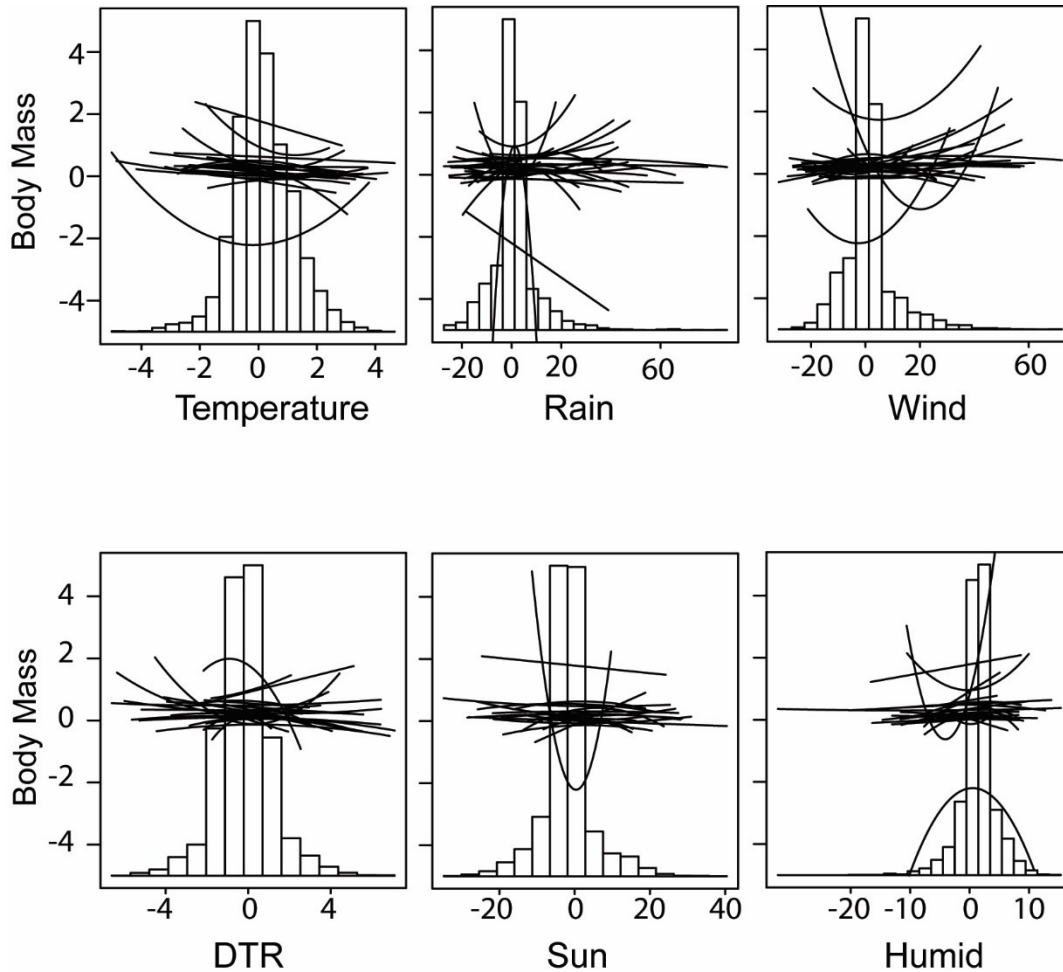 Body Mass
4
2
0
-2
-4
-4 -2 0 2 4
Temperature
-20 0 20 60
Rain
-20 0 20 60
Wind
Body Mass
4
2
0
-2
-4
-4 0 4
DTR
-20 0 20 40
Sun
-20 -10 0 10
Humid